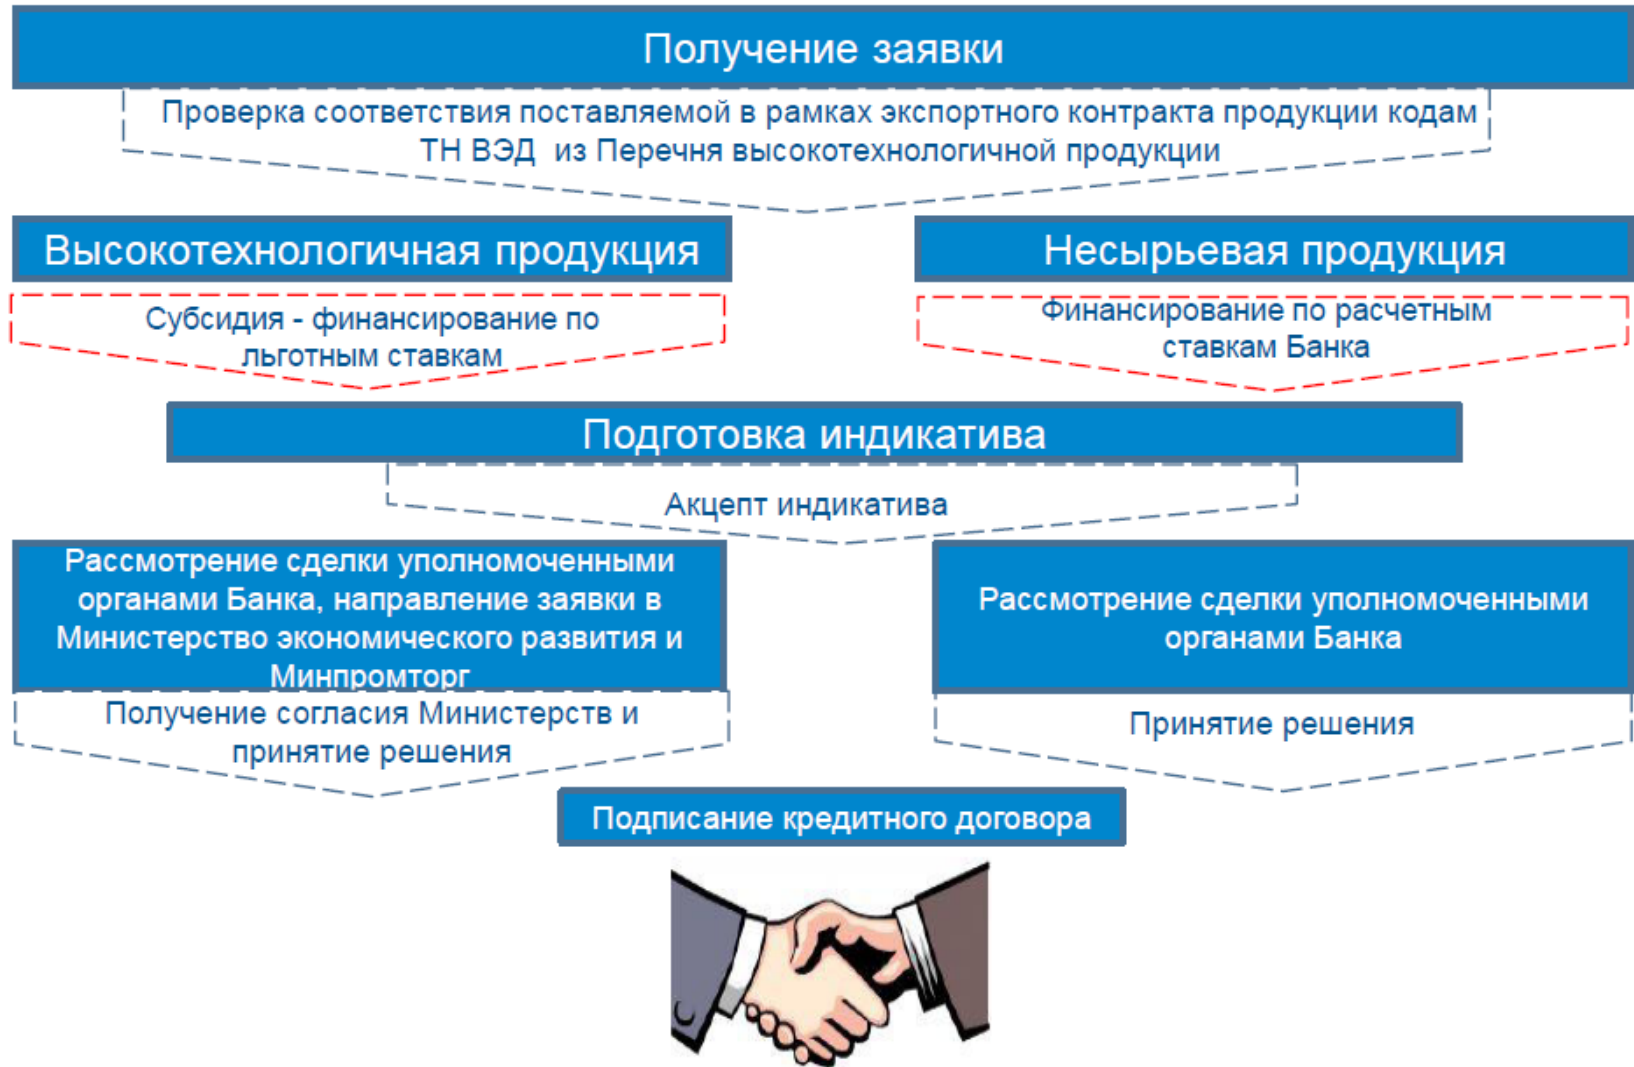 Получение заявки
Проверка соответствия поставляемой в рамках экспортного контракта продукции кодам
ТН ВЭД из Перечня высокотехнологичной продукции
Высокотехнологичная продукция
Несырьевая продукция
Субсидия - финансирование по
льготным ставкам
Финансирование по расчетным
ставкам Банка
Подготовка индикатива
Акцепт индикатива
Рассмотрение сделки уполномоченными
органами Банка, направление заявки в
Министерство экономического развития и
Минпромторг
Рассмотрение сделки уполномоченными
органами Банка
Получение согласия Министерств и
принятие решения
Принятие решения
Подписание кредитного договора